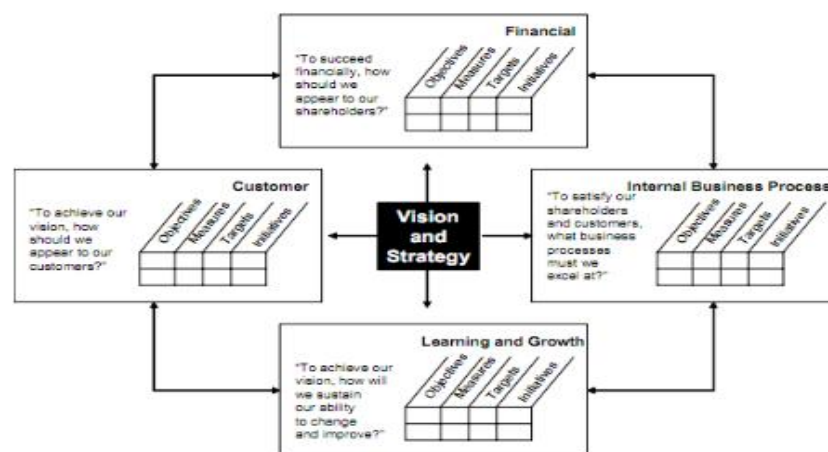 Financial
"To succeed
financially, how
should we
appear to our
shareholders?"
Objectives
Measures
Targets
Initiatives
Customer
"To achieve our
vision, how
should we
appear to our
customers?"
Objectives
Measures
Targets
Initiatives
Vision
and
Strategy
Internal Business Process
"To satisfy our
shareholders
and customers,
what business
processes
must we
excel at?"
Objectives
Measures
Targets
Initiatives
Learning and Growth
"To achieve our
vision, how will
we sustain
our ability
to change
and improve?"
Objectives
Measures
Targets
Initiatives